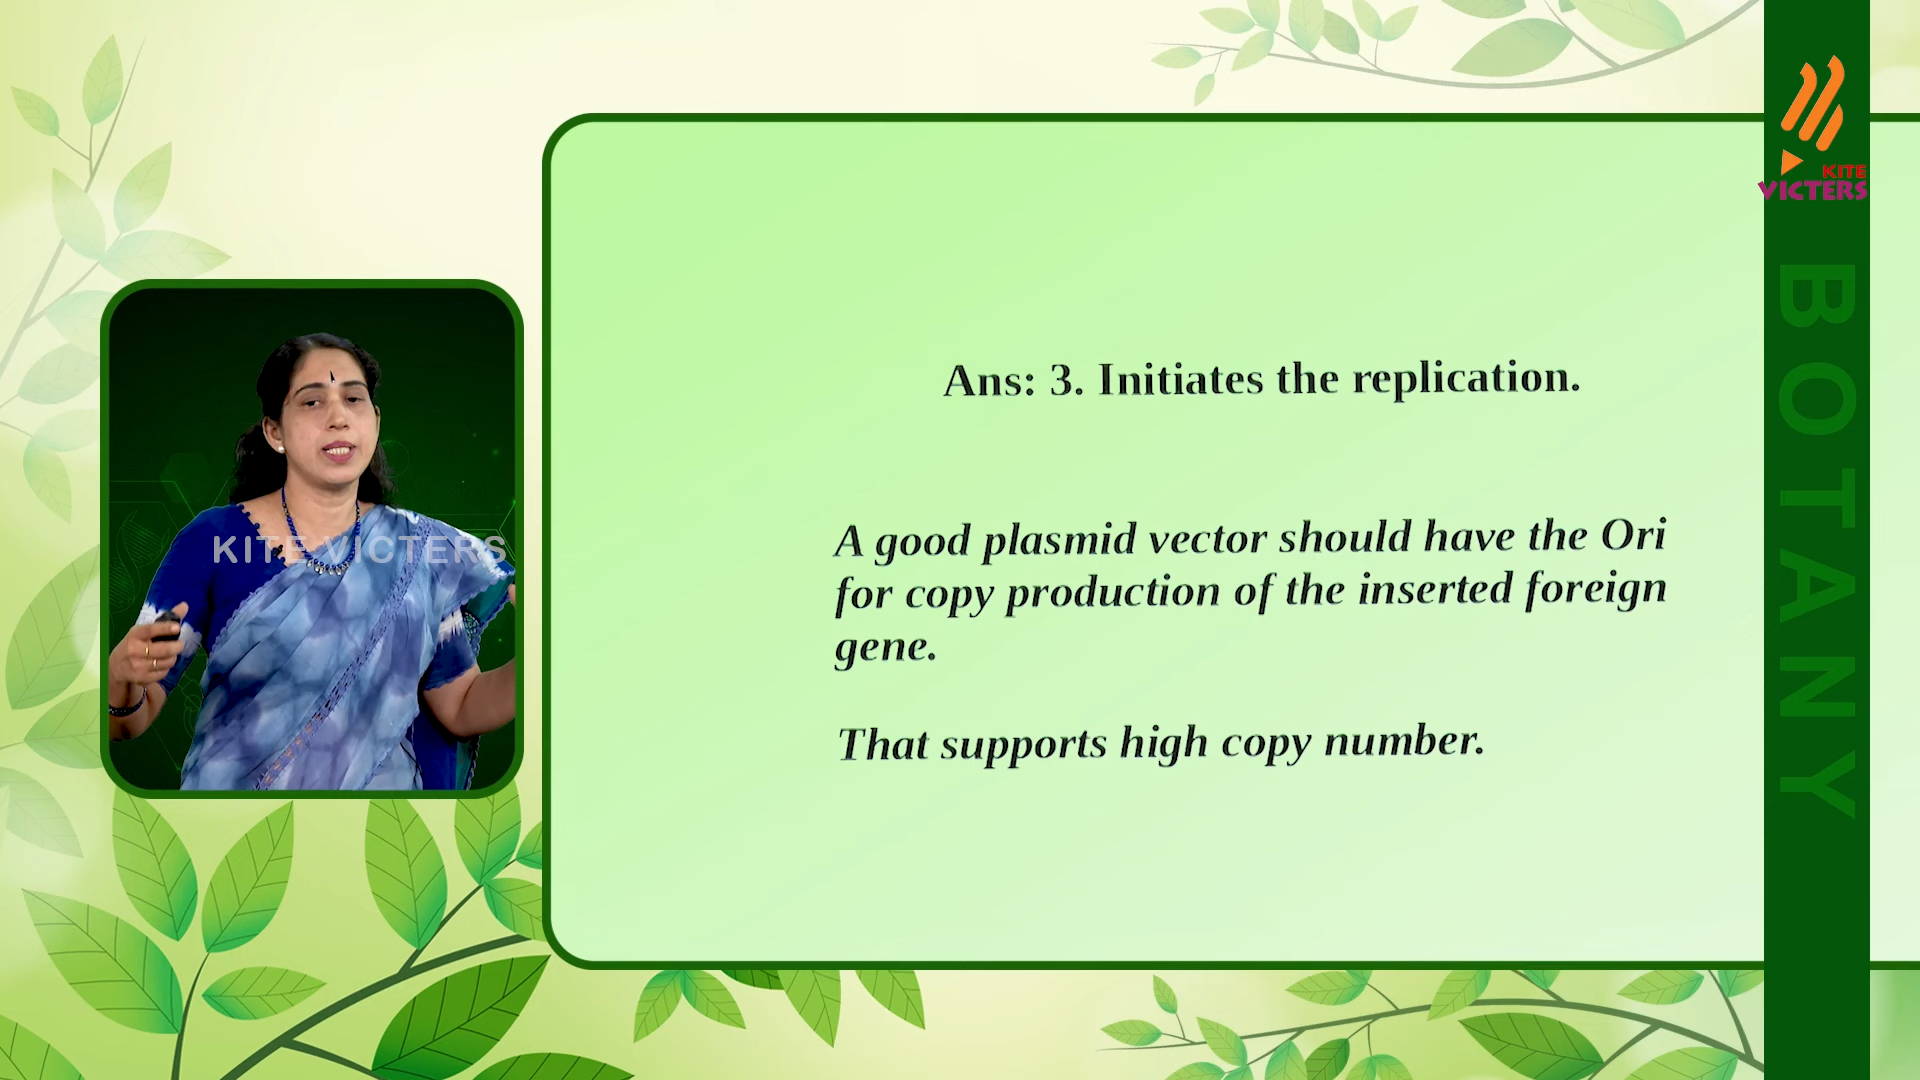 KITE
VICTERS
Ans: 3. Initiates the replication.
A good plasmid vector should have the Ori
for copy production of the inserted foreign
gene.
That supports high copy number.
KITE VICTERS
BOTANY